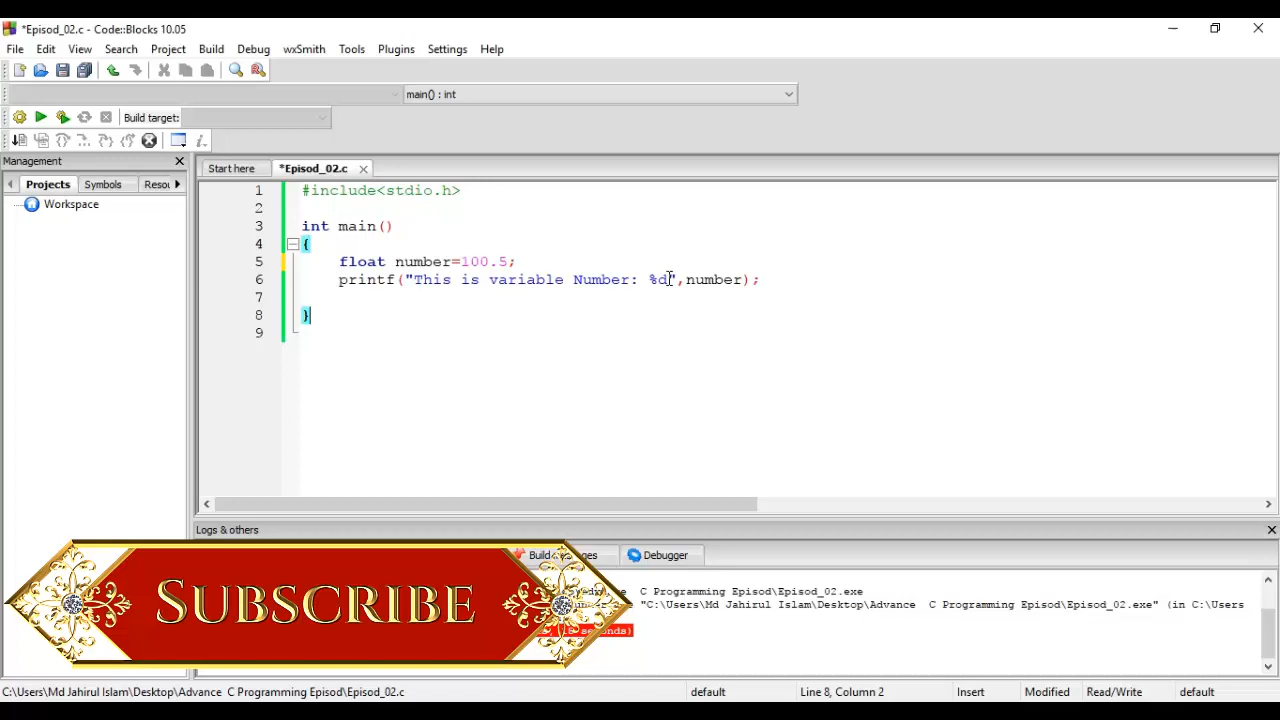 *Episod_02.c - Code::Blocks 10.05
File Edit View Search Project Build Debug wxSmith Tools Plugins Settings Help
main() : int
Build target:
Management
Projects Symbols Resou
Workspace
Start here *Episod_02.c
1 #include<stdio.h>
2
3 int main()
4 {
5 float number=100.5;
6 printf("This is variable Number: %d",number);
7
8 }
9
Logs & others
Debugger
C Programming Episod\Episod_02.exe
"C:\Users\Md Jahirul Islam\Desktop\Advance C Programming Episod\Episod_02.exe" (in C:\Users
seconds)
SUBSCRIBE
C:\Users\Md Jahirul Islam\Desktop\Advance C Programming Episod\Episod_02.c default Line 8, Column 2 Insert Modified Read/Write default